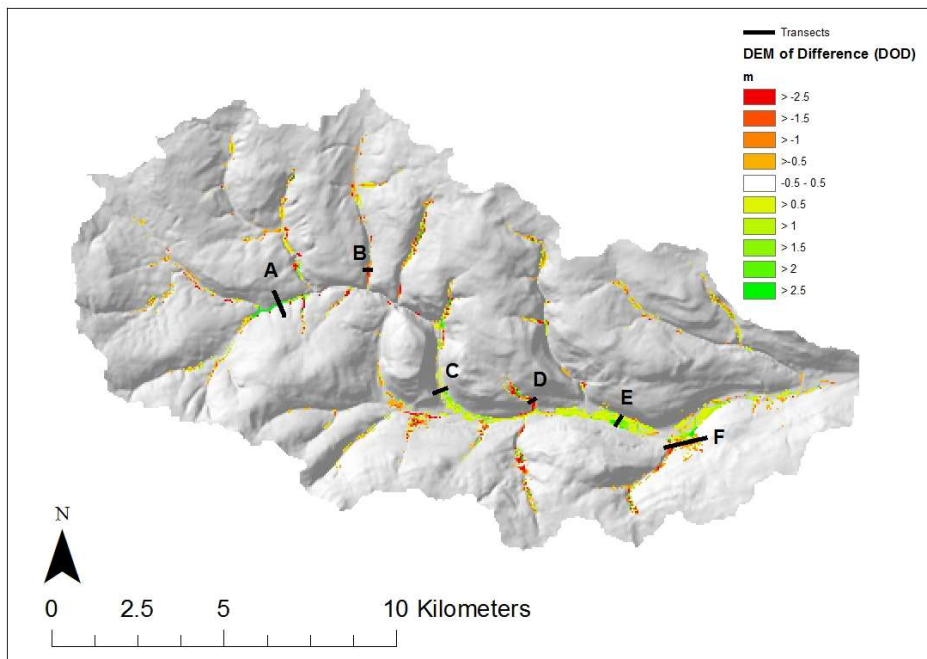 Transects
DEM of Difference (DOD)
m
> -2.5
> -1.5
> -1
>-0.5
-0.5 - 0.5
> 0.5
> 1
> 1.5
> 2
> 2.5
A
B
C
D
E
F
N
0 2.5 5 10 Kilometers